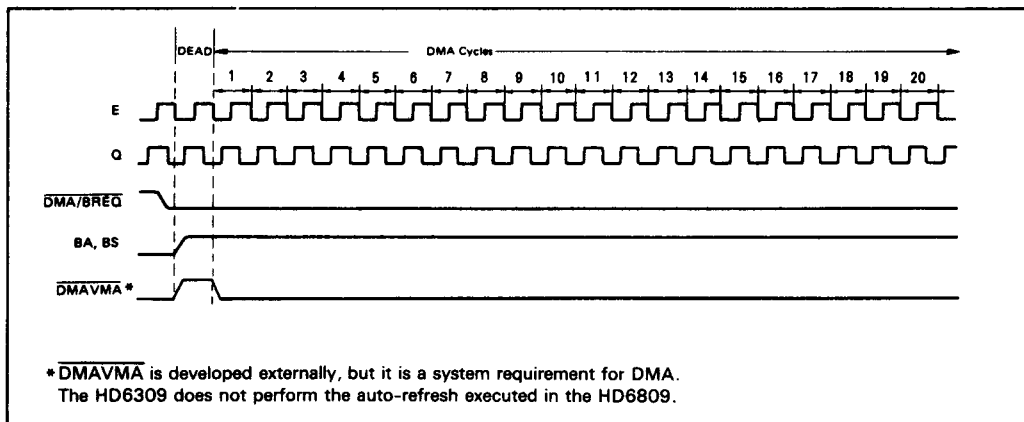 DEAD
DMA Cycles
1 2 3 4 5 6 7 8 9 10 11 12 13 14 15 16 17 18 19 20
E
Q
DMA/BREQ
BA, BS
DMAVMA *
* DMAVMA is developed externally, but it is a system requirement for DMA.
The HD6309 does not perform the auto-refresh executed in the HD6809.